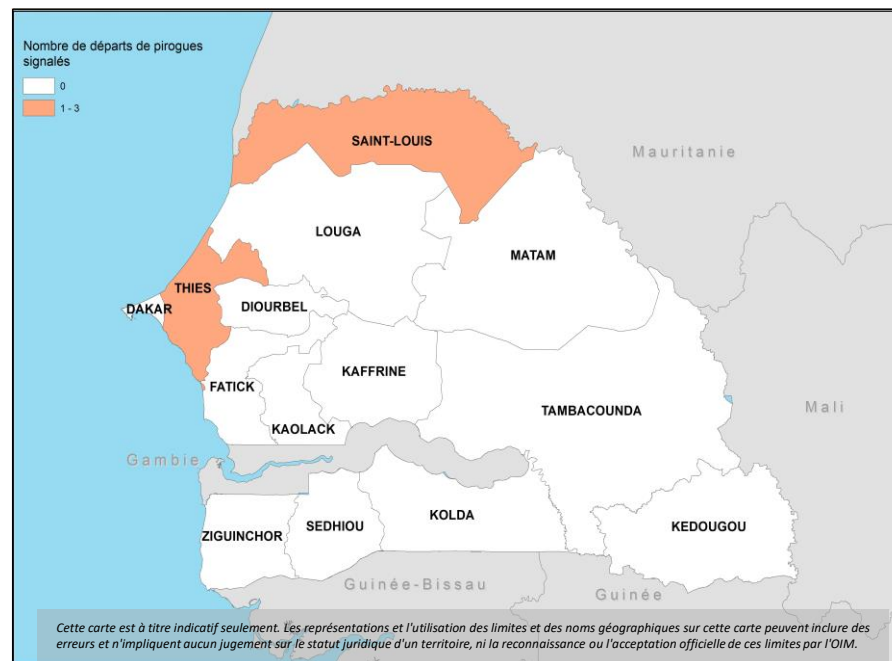 Nombre de départs de pirogues
signalés
0
1 - 3
SAINT-LOUIS
Mauritanie
LOUGA
MATAM
THIES
DAKAR
DIOURBEL
KAFFRINE
FATICK
TAMBACOUNDA
Mali
KAOLACK
Gambie
KOLDA
SEDHIOU
KEDOUGOU
ZIGUINCHOR
Guinée-Bissau
Guinée
Cette carte est à titre indicatif seulement. Les représentations et l'utilisation des limites et des noms géographiques sur cette carte peuvent inclure des
erreurs et n'impliquent aucun jugement sur le statut juridique d'un territoire, ni la reconnaissance ou l'acceptation officielle de ces limites par l'OIM.